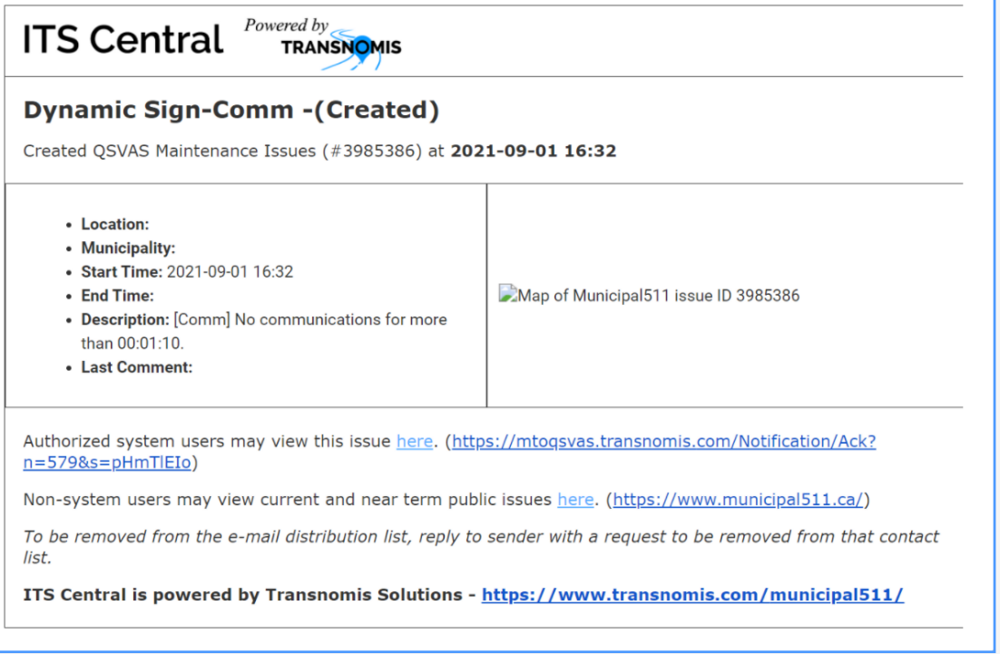 ITS Central Powered by
TRANSNOMIS
Dynamic Sign-Comm -(Created)
Created QSVAS Maintenance Issues (#3985386) at 2021-09-01 16:32
• Location:
• Municipality:
• Start Time: 2021-09-01 16:32
• End Time:
• Description: [Comm] No communications for more
than 00:01:10.
• Last Comment:
Map of Municipal511 issue ID 3985386
Authorized system users may view this issue here. (https://mtoqsvas.transnomis.com/Notification/Ack?
n=579&s=pHmTlEIo)
Non-system users may view current and near term public issues here. (https://www.municipal511.ca/)
To be removed from the e-mail distribution list, reply to sender with a request to be removed from that contact
list.
ITS Central is powered by Transnomis Solutions - https://www.transnomis.com/municipal511/